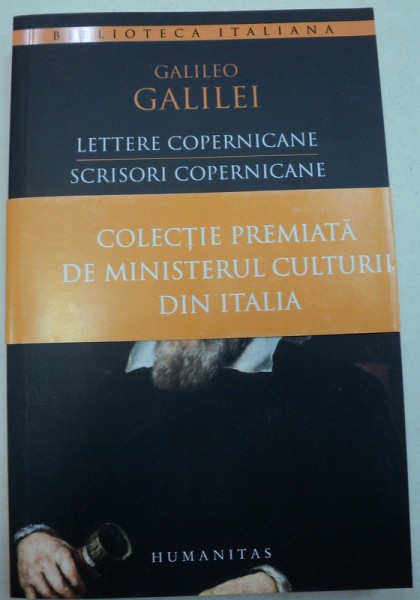 BIBLIOTECA ITALIANA
GALILEO
GALILEI
LETTERE COPERNICANE
SCRISORI COPERNICANE
COLECȚIE PREMIATĂ
DE MINISTERUL CULTURII
DIN ITALIA
HUMANITAS